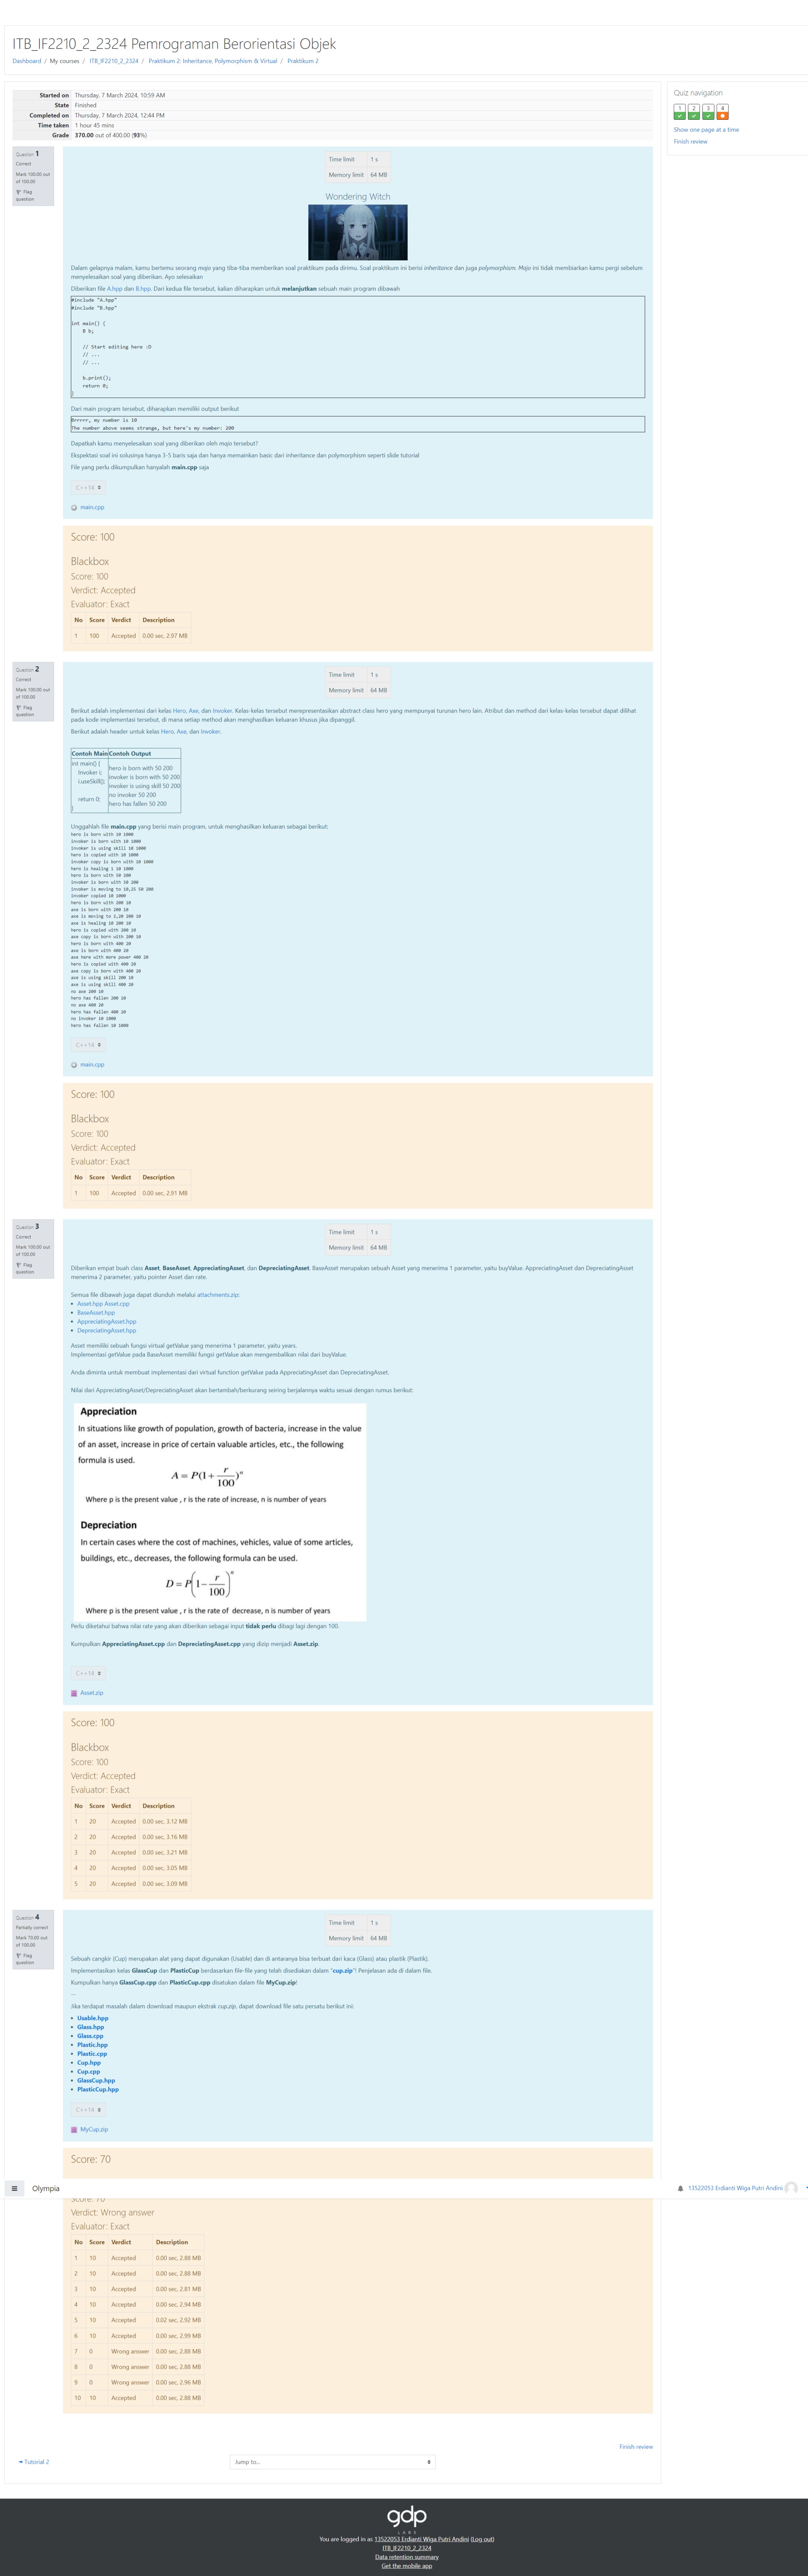 ITB_IF2210_2_2324 Pemrograman Berorientasi Objek
Dashboard / My courses / ITB_IF2210_2_2324 / Praktikum 2: Inheritance, Polymorphism & Virtual / Praktikum 2
Started on Thursday, 7 March 2024, 10:59 AM
State Finished
Completed on Thursday, 7 March 2024, 12:44 PM
Time taken 1 hour 45 mins
Grade 370.00 out of 400.00 (93%)
Quiz navigation
1 2 3 4
Show one page at a time
Finish review
Question 1
Correct
Mark 100.00 out
of 100.00
Flag
question
Time limit 1 s
Memory limit 64 MB
Wondering Witch
Dalam gelapnya malam, kamu bertemu seorang majo yang tiba-tiba memberikan soal praktikum pada dirimu. Soal praktikum ini berisi inheritance dan juga polymorphism. Majo ini tidak membiarkan kamu pergi sebelum
menyelesaikan soal yang diberikan. Ayo selesaikan
Diberikan file A.hpp dan B.hpp. Dari kedua file tersebut, kalian diharapkan untuk melanjutkan sebuah main program dibawah
#include "A.hpp"
#include "B.hpp"
int main() {
B b;
// Start editing here :D
// ...
// ...
b.print();
return 0;
}
Dari main program tersebut, diharapkan memiliki output berikut
Brrrrr, my number is 10
The number above seems strange, but here's my number: 200
Dapatkah kamu menyelesaikan soal yang diberikan oleh majo tersebut?
Ekspektasi soal ini solusinya hanya 3-5 baris saja dan hanya memainkan basic dari inheritance dan polymorphism seperti slide tutorial
File yang perlu dikumpulkan hanyalah main.cpp saja
C++14
main.cpp
Score: 100
Blackbox
Score: 100
Verdict: Accepted
Evaluator: Exact
No Score Verdict Description
1 100 Accepted 0.00 sec, 2.97 MB
Question 2
Correct
Mark 100.00 out
of 100.00
Flag
question
Time limit 1 s
Memory limit 64 MB
Berikut adalah implementasi dari kelas Hero, Axe, dan Invoker. Kelas-kelas tersebut merepresentasikan abstract class hero yang mempunyai turunan hero lain. Atribut dan method dari kelas-kelas tersebut dapat dilihat
pada kode implementasi tersebut, di mana setiap method akan menghasilkan keluaran khusus jika dipanggil.
Berikut adalah header untuk kelas Hero, Axe, dan Invoker.
Contoh Main Contoh Output
int main() {
Invoker i;
i.useSkill();
return 0;
}
hero is born with 50 200
invoker is born with 50 200
invoker is using skill 50 200
no invoker 50 200
hero has fallen 50 200
Unggahlah file main.cpp yang berisi main program, untuk menghasilkan keluaran sebagai berikut:
hero is born with 10 1000
invoker is born with 10 1000
invoker is using skill 10 1000
hero is copied with 10 1000
invoker copy is born with 10 1000
hero is healing 1 10 1000
hero is born with 50 200
invoker is born with 50 200
invoker is moving to 10,25 50 200
invoker copied 10 1000
hero is born with 200 10
axe is born with 200 10
axe is moving to 2,20 200 10
axe is healing 10 200 10
hero is copied with 200 10
axe copy is born with 200 10
hero is born with 400 20
axe is born with 400 20
axe here with more power 400 20
hero is copied with 400 20
axe copy is born with 400 20
axe is using skill 200 10
axe is using skill 400 20
no axe 200 10
hero has fallen 200 10
no axe 400 20
hero has fallen 400 20
no invoker 10 1000
hero has fallen 10 1000
C++14
main.cpp
Score: 100
Blackbox
Score: 100
Verdict: Accepted
Evaluator: Exact
No Score Verdict Description
1 100 Accepted 0.00 sec, 2.91 MB
Question 3
Correct
Mark 100.00 out
of 100.00
Flag
question
Time limit 1 s
Memory limit 64 MB
Diberikan empat buah class Asset, BaseAsset, AppreciatingAsset, dan DepreciatingAsset. BaseAsset merupakan sebuah Asset yang menerima 1 parameter, yaitu buyValue. AppreciatingAsset dan DepreciatingAsset
menerima 2 parameter, yaitu pointer Asset dan rate.
Semua file dibawah juga dapat diunduh melalui attachments.zip:
• Asset.hpp Asset.cpp
• BaseAsset.hpp
• AppreciatingAsset.hpp
• DepreciatingAsset.hpp
Asset memiliki sebuah fungsi virtual getValue yang menerima 1 parameter, yaitu years.
Implementasi getValue pada BaseAsset memiliki fungsi getValue akan mengembalikan nilai dari buyValue.
Anda diminta untuk membuat implementasi dari virtual function getValue pada AppreciatingAsset dan DepreciatingAsset.
Nilai dari AppreciatingAsset/DepreciatingAsset akan bertambah/berkurang seiring berjalannya waktu sesuai dengan rumus berikut:
Appreciation
In situations like growth of population, growth of bacteria, increase in the value
of an asset, increase in price of certain valuable articles, etc., the following
formula is used.
A = P(1 + r/100)^n
Where p is the present value , r is the rate of increase, n is number of years
Depreciation
In certain cases where the cost of machines, vehicles, value of some articles,
buildings, etc., decreases, the following formula can be used.
D = P(1 − r/100)^n
Where p is the present value , r is the rate of decrease, n is number of years
Perlu diketahui bahwa nilai rate yang akan diberikan sebagai input tidak perlu dibagi lagi dengan 100.
Kumpulkan AppreciatingAsset.cpp dan DepreciatingAsset.cpp yang dizip menjadi Asset.zip.
C++14
Asset.zip
Score: 100
Blackbox
Score: 100
Verdict: Accepted
Evaluator: Exact
No Score Verdict Description
1 20 Accepted 0.00 sec, 3.12 MB
2 20 Accepted 0.00 sec, 3.16 MB
3 20 Accepted 0.00 sec, 3.21 MB
4 20 Accepted 0.00 sec, 3.05 MB
5 20 Accepted 0.00 sec, 3.09 MB
Question 4
Partially correct
Mark 70.00 out
of 100.00
Flag
question
Time limit 1 s
Memory limit 64 MB
Sebuah cangkir (Cup) merupakan alat yang dapat digunakan (Usable) dan di antaranya bisa terbuat dari kaca (Glass) atau plastik (Plastik).
Implementasikan kelas GlassCup dan PlasticCup berdasarkan file-file yang telah disediakan dalam "cup.zip"! Penjelasan ada di dalam file.
Kumpulkan hanya GlassCup.cpp dan PlasticCup.cpp disatukan dalam file MyCup.zip!
---
Jika terdapat masalah dalam download maupun ekstrak cup.zip, dapat download file satu persatu berikut ini:
• Usable.hpp
• Glass.hpp
• Glass.cpp
• Plastic.hpp
• Plastic.cpp
• Cup.hpp
• Cup.cpp
• GlassCup.hpp
• PlasticCup.hpp
C++14
MyCup.zip
Score: 70
Olympia
13522053 Erdianti Wiga Putri Andini
Score: 70
Verdict: Wrong answer
Evaluator: Exact
No Score Verdict Description
1 10 Accepted 0.00 sec, 2.88 MB
2 10 Accepted 0.00 sec, 2.88 MB
3 10 Accepted 0.00 sec, 2.81 MB
4 10 Accepted 0.00 sec, 2.94 MB
5 10 Accepted 0.02 sec, 2.92 MB
6 10 Accepted 0.00 sec, 2.99 MB
7 0 Wrong answer 0.00 sec, 2.88 MB
8 0 Wrong answer 0.00 sec, 2.88 MB
9 0 Wrong answer 0.00 sec, 2.96 MB
10 10 Accepted 0.00 sec, 2.88 MB
Finish review
Tutorial 2
Jump to...
gdp
LABS
You are logged in as 13522053 Erdianti Wiga Putri Andini (Log out)
ITB_IF2210_2_2324
Data retention summary
Get the mobile app